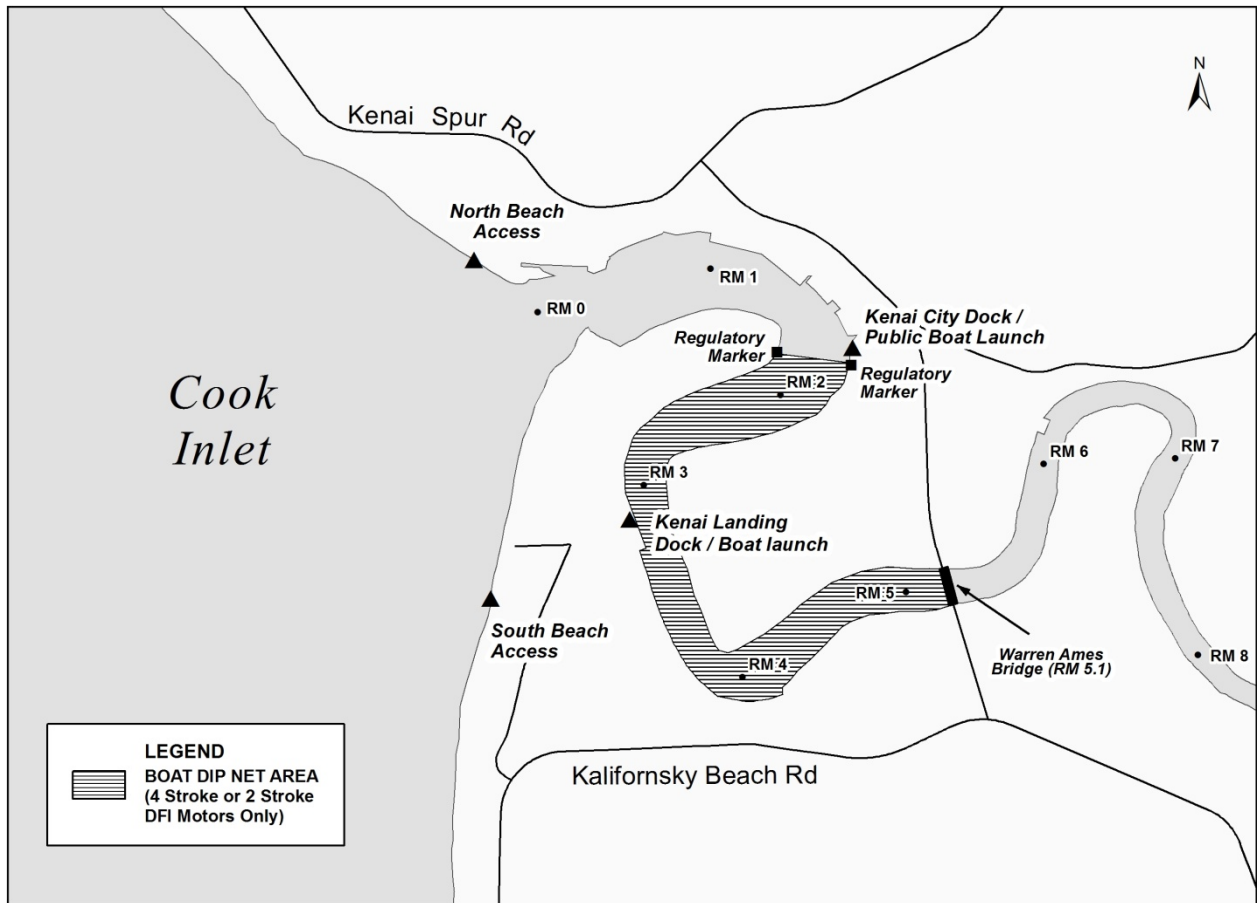 N
Kenai Spur Rd
North Beach
Access
RM 1
RM 0
Kenai City Dock /
Public Boat Launch
Regulatory
Marker
Regulatory
Marker
RM 2
Cook
Inlet
RM 6
RM 7
RM 3
Kenai Landing
Dock / Boat launch
RM 5
South Beach
Access
Warren Ames
Bridge (RM 5.1)
RM 8
RM 4
LEGEND
BOAT DIP NET AREA
(4 Stroke or 2 Stroke
DFI Motors Only)
Kalifornsky Beach Rd